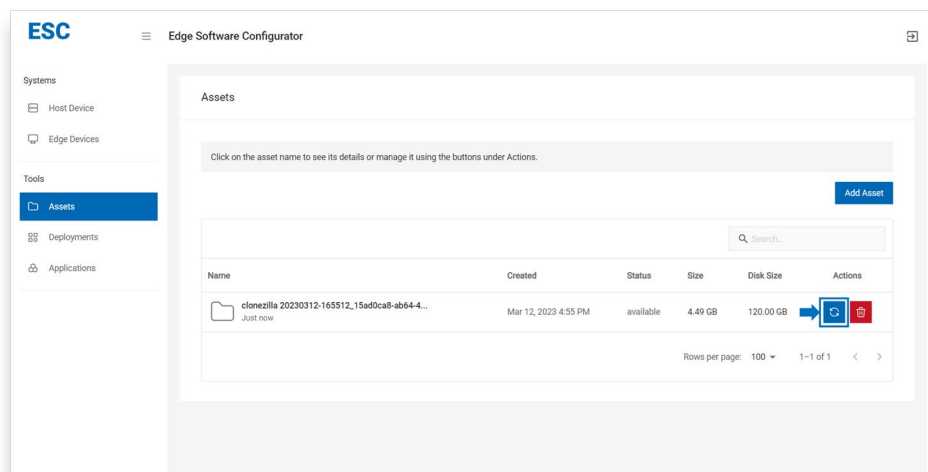 ESC
Edge Software Configurator
Systems
Host Device
Edge Devices
Tools
Assets
Deployments
Applications
Assets
Click on the asset name to see its details or manage it using the buttons under Actions.
Add Asset
Search...
Name Created Status Size Disk Size Actions
clonezilla 20230312-165512_15ad0ca8-ab64-4...
Just now
Mar 12, 2023 4:55 PM available 4.49 GB 120.00 GB
Rows per page: 100 1–1 of 1